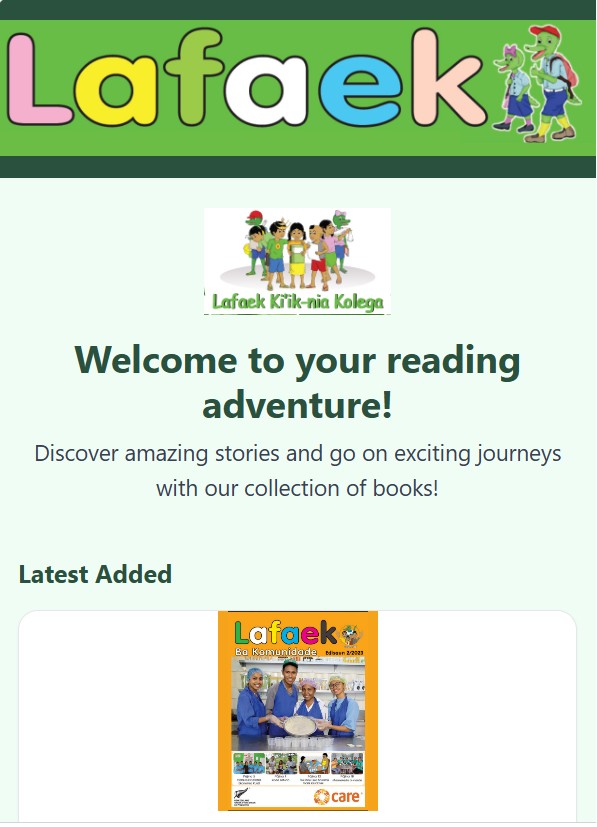 Lafaek
Lafaek Ki'ik-nia Kolega
Welcome to your reading
adventure!
Discover amazing stories and go on exciting journeys
with our collection of books!
Latest Added
Lafaek
Ba Komunidade
Edisaun 2/2023
care